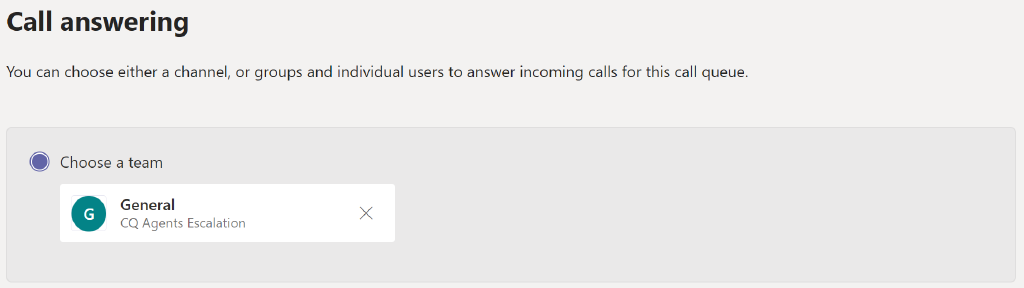 Call answering
You can choose either a channel, or groups and individual users to answer incoming calls for this call queue.
Choose a team
G
General
CQ Agents Escalation